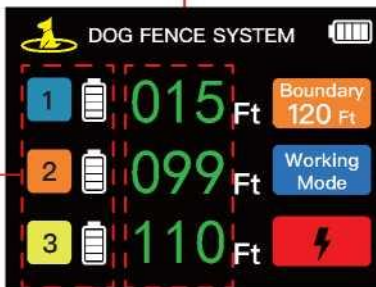 DOG FENCE SYSTEM
1 015 Ft Boundary
120 Ft
2 099 Ft Working
Mode
3 110 Ft